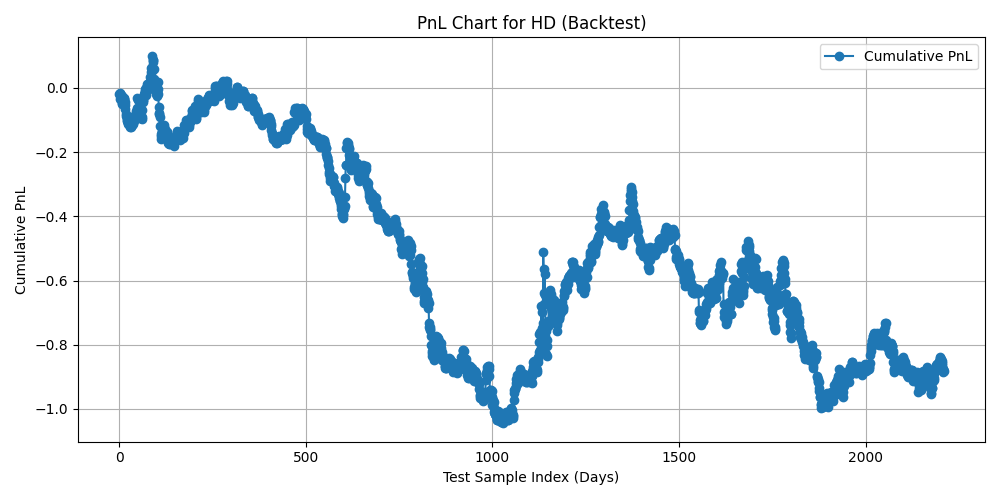 PnL Chart for HD (Backtest)
Cumulative PnL
Cumulative PnL
0.0
−0.2
−0.4
−0.6
−0.8
−1.0
0 500 1000 1500 2000
Test Sample Index (Days)